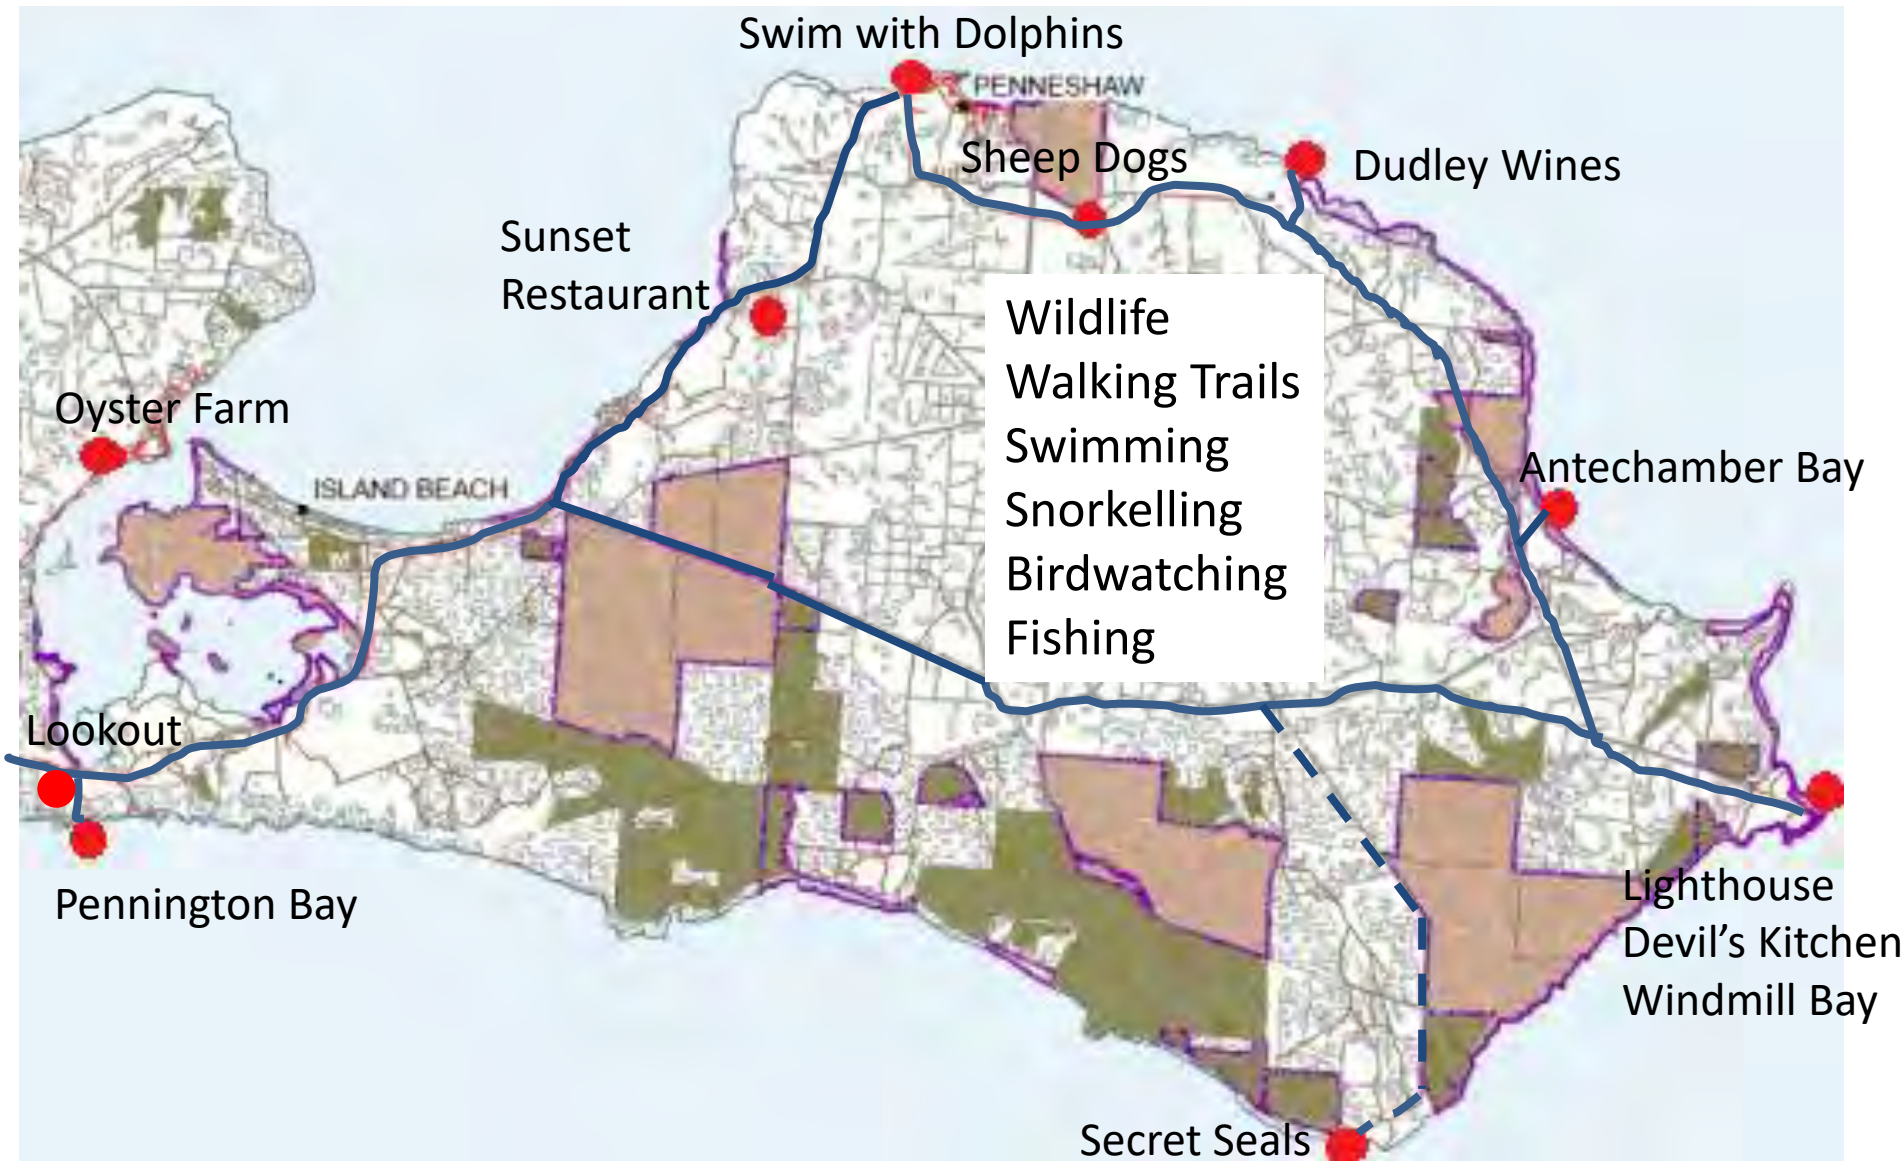 Swim with Dolphins
PENNESHAW
Sheep Dogs
Dudley Wines
Sunset
Restaurant
Wildlife
Walking Trails
Swimming
Snorkelling
Birdwatching
Fishing
Oyster Farm
ISLAND BEACH
Antechamber Bay
Lookout
Pennington Bay
Lighthouse
Devil’s Kitchen
Windmill Bay
Secret Seals